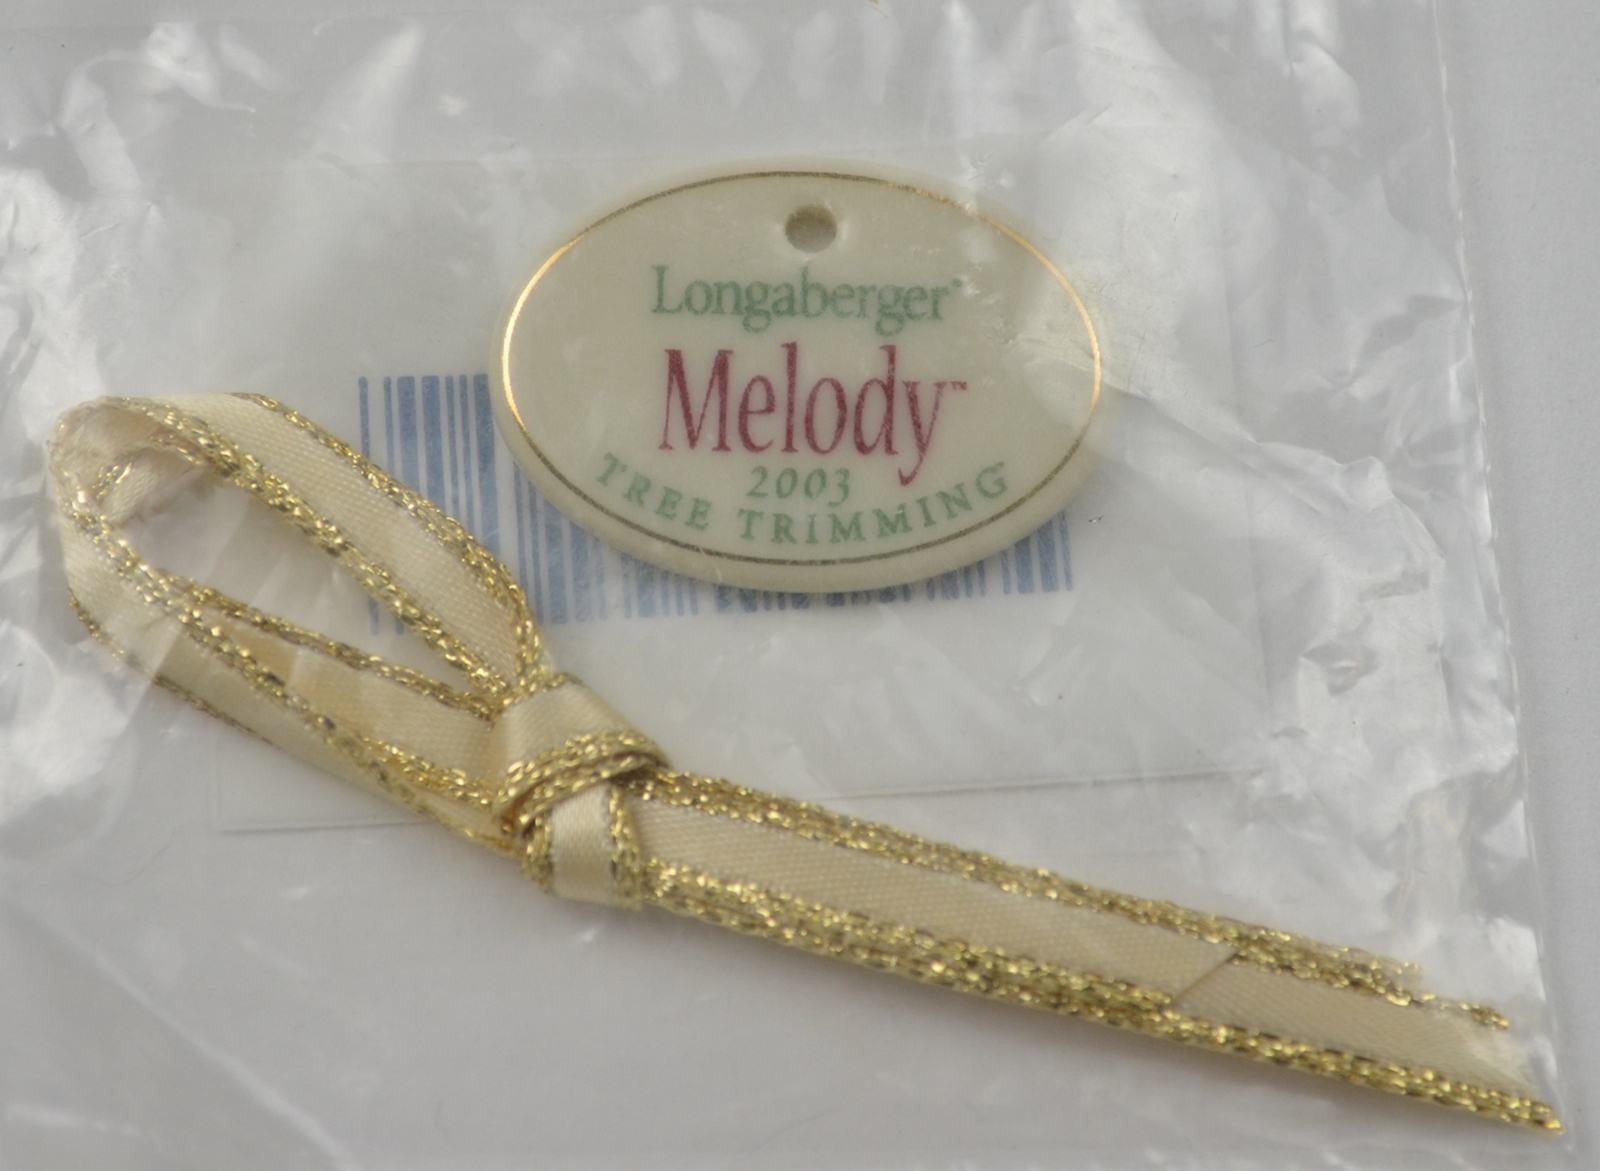 Longaberger®
Melody™
2003
TREE TRIMMING